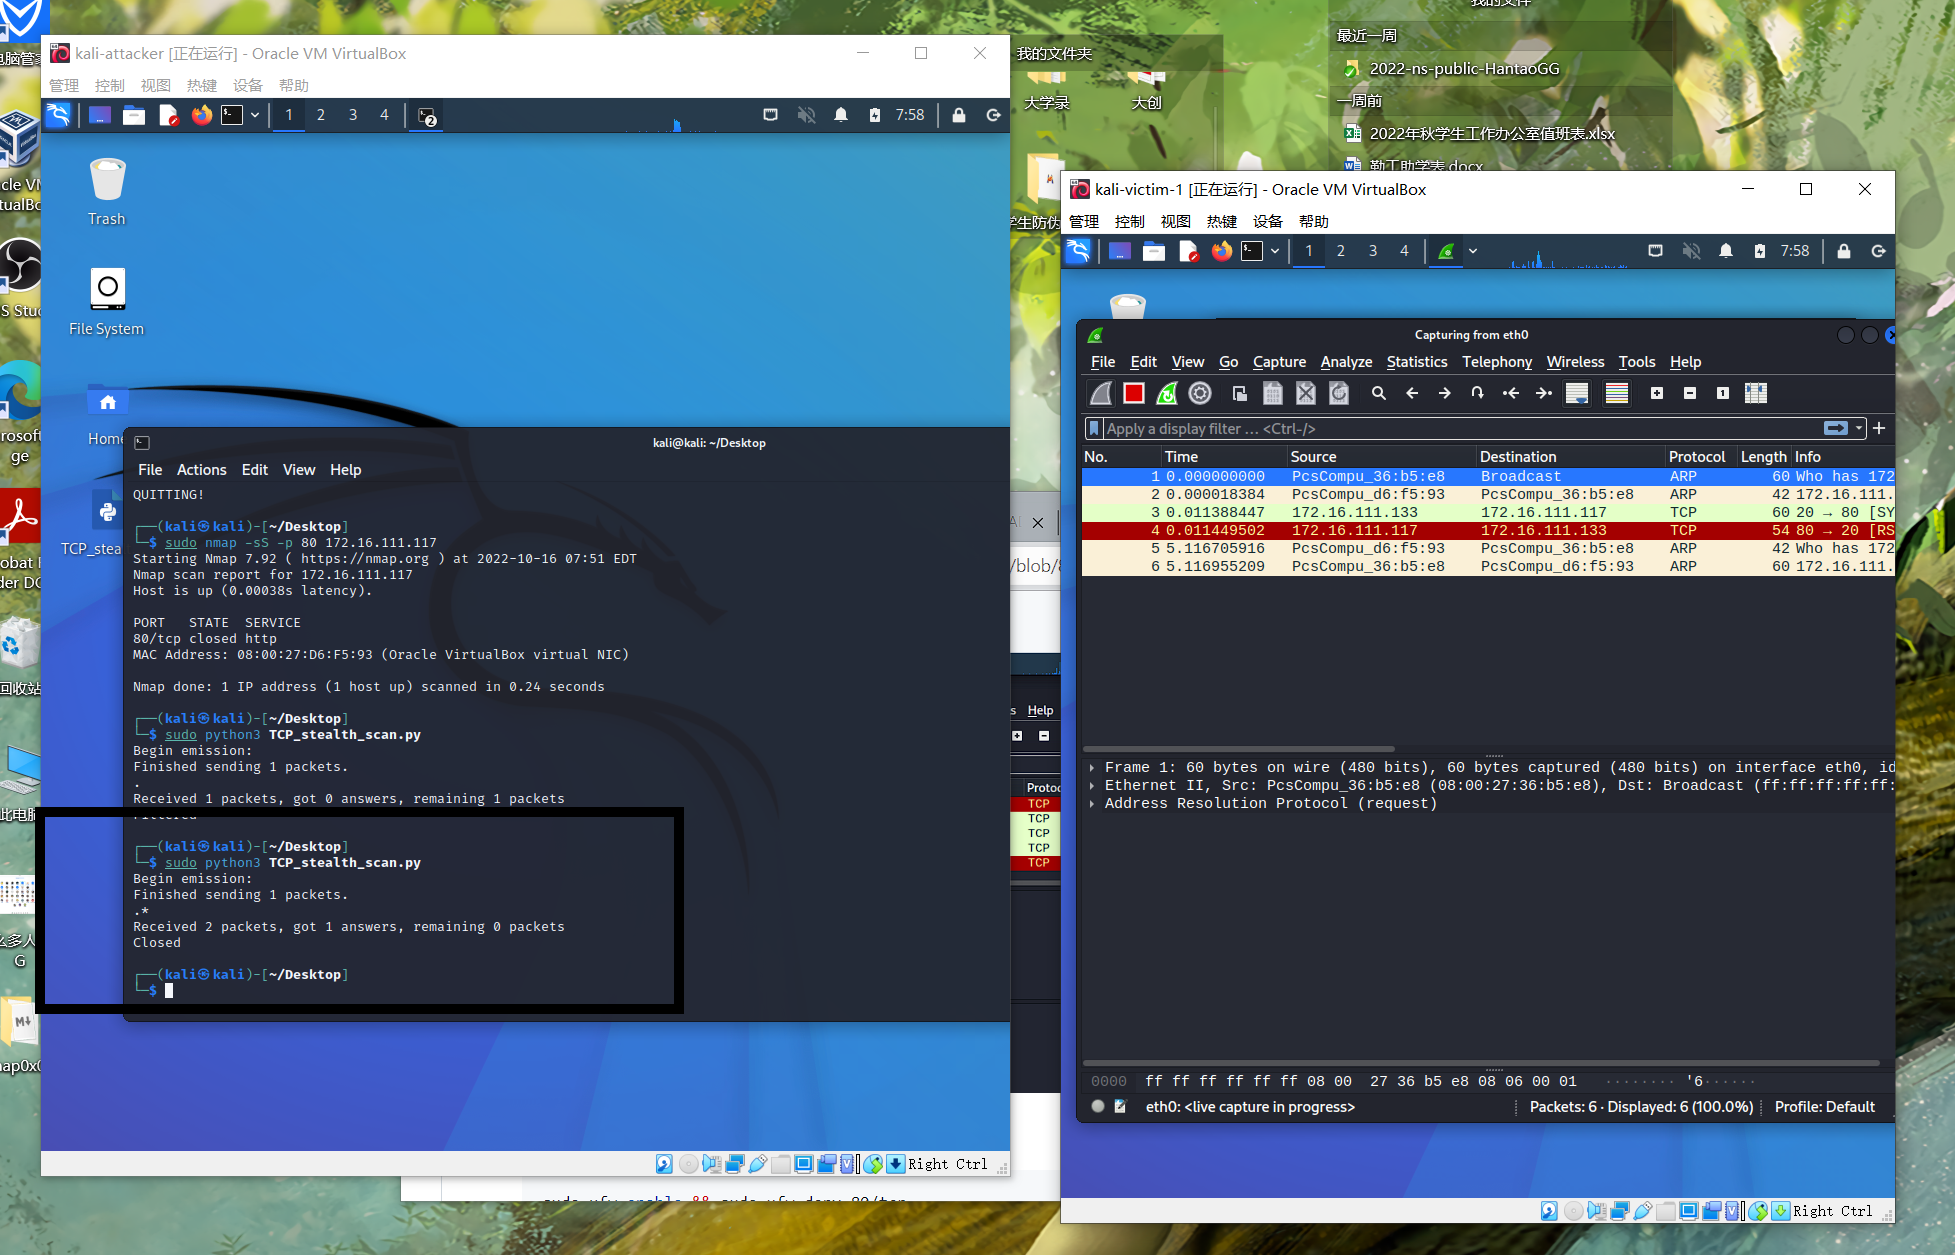 kali-attacker [正在运行] - Oracle VM VirtualBox
管理 控制 视图 热键 设备 帮助
1 2 3 4
7:58
Trash
File System
Home
kali@kali: ~/Desktop
File Actions Edit View Help
QUITTING!
┌──(kali㉿kali)-[~/Desktop]
└─$ sudo nmap -sS -p 80 172.16.111.117
Starting Nmap 7.92 ( https://nmap.org ) at 2022-10-16 07:51 EDT
Nmap scan report for 172.16.111.117
Host is up (0.00038s latency).
PORT STATE SERVICE
80/tcp closed http
MAC Address: 08:00:27:D6:F5:93 (Oracle VirtualBox virtual NIC)
Nmap done: 1 IP address (1 host up) scanned in 0.24 seconds
┌──(kali㉿kali)-[~/Desktop]
└─$ sudo python3 TCP_stealth_scan.py
Begin emission:
Finished sending 1 packets.
.
Received 1 packets, got 0 answers, remaining 1 packets
┌──(kali㉿kali)-[~/Desktop]
└─$ sudo python3 TCP_stealth_scan.py
Begin emission:
Finished sending 1 packets.
.*
Received 2 packets, got 1 answers, remaining 0 packets
Closed
┌──(kali㉿kali)-[~/Desktop]
└─$
Right Ctrl
我的文件夹
大学录
大创
我的文件
最近一周
2022-ns-public-HantaoGG
一周前
2022年秋学生工作办公室值班表.xlsx
勤工助学表.docx
kali-victim-1 [正在运行] - Oracle VM VirtualBox
管理 控制 视图 热键 设备 帮助
1 2 3 4
7:58
Capturing from eth0
File Edit View Go Capture Analyze Statistics Telephony Wireless Tools Help
Apply a display filter … <Ctrl-/>
No. Time Source Destination Protocol Length Info
1 0.000000000 PcsCompu_36:b5:e8 Broadcast ARP 60 Who has 172
2 0.000018384 PcsCompu_d6:f5:93 PcsCompu_36:b5:e8 ARP 42 172.16.111.
3 0.011388447 172.16.111.133 172.16.111.117 TCP 60 20 → 80 [SY
4 0.011449502 172.16.111.117 172.16.111.133 TCP 54 80 → 20 [RS
5 5.116705916 PcsCompu_d6:f5:93 PcsCompu_36:b5:e8 ARP 42 Who has 172
6 5.116955209 PcsCompu_36:b5:e8 PcsCompu_d6:f5:93 ARP 60 172.16.111.
Frame 1: 60 bytes on wire (480 bits), 60 bytes captured (480 bits) on interface eth0, id
Ethernet II, Src: PcsCompu_36:b5:e8 (08:00:27:36:b5:e8), Dst: Broadcast (ff:ff:ff:ff:ff:
Address Resolution Protocol (request)
0000 ff ff ff ff ff ff 08 00 27 36 b5 e8 08 06 00 01 ········ '6······
eth0: <live capture in progress>
Packets: 6 · Displayed: 6 (100.0%)
Profile: Default
Right Ctrl
/blob/
Help
TCP
TCP
TCP
TCP
TCP
回收站
此电脑
G
M↓